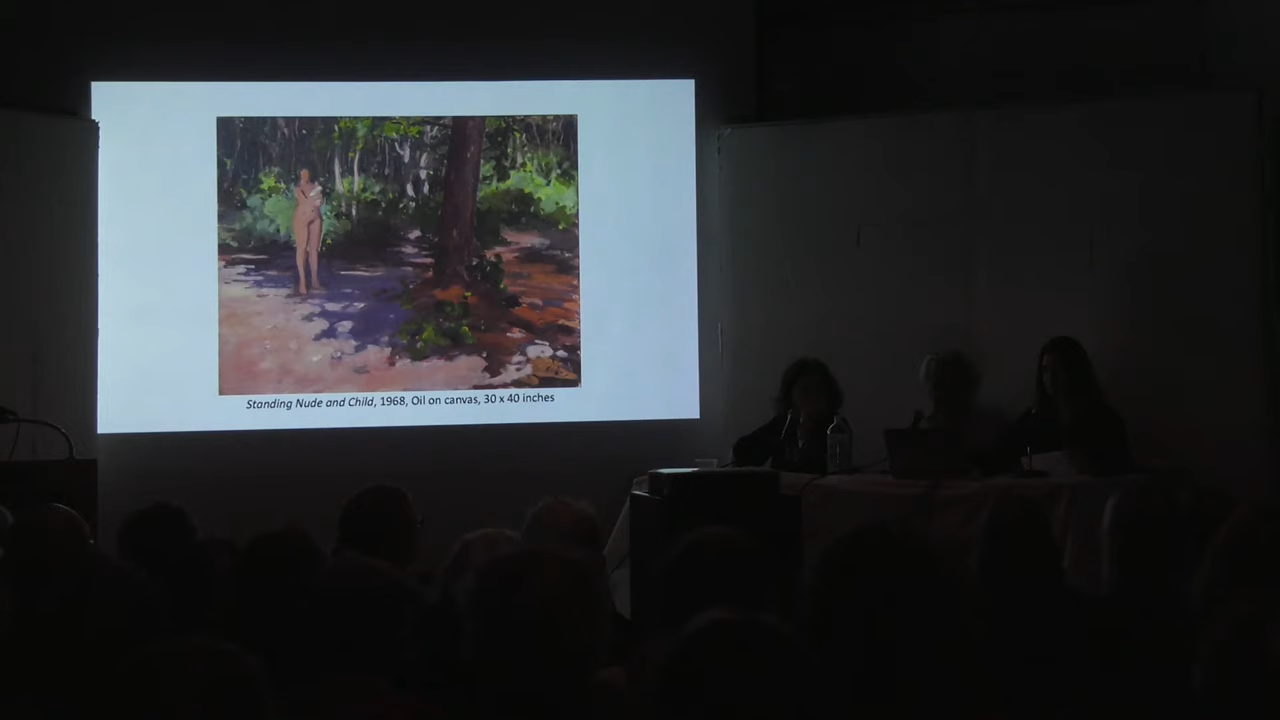 Standing Nude and Child, 1968, Oil on canvas, 30 x 40 inches